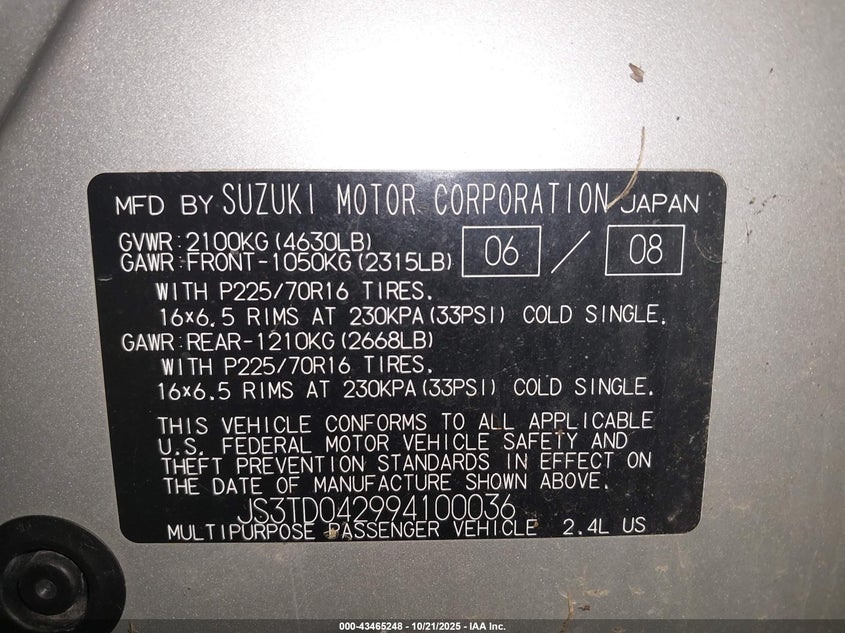 MFD BY SUZUKI MOTOR CORPORATION JAPAN
GVWR:2100KG(4630LB)
GAWR:FRONT-1050KG(2315LB) 06 / 08
WITH P225/70R16 TIRES.
16×6.5 RIMS AT 230KPA(33PSI) COLD SINGLE.
GAWR:REAR-1210KG(2668LB)
WITH P225/70R16 TIRES.
16×6.5 RIMS AT 230KPA(33PSI) COLD SINGLE.
THIS VEHICLE CONFORMS TO ALL APPLICABLE
U.S. FEDERAL MOTOR VEHICLE SAFETY AND
THEFT PREVENTION STANDARDS IN EFFECT ON
THE DATE OF MANUFACTURE SHOWN ABOVE.
JS3TD042994100036
MULTIPURPOSE PASSENGER VEHICLE 2.4L US
000-43465248 - 10/21/2025 - IAA Inc.